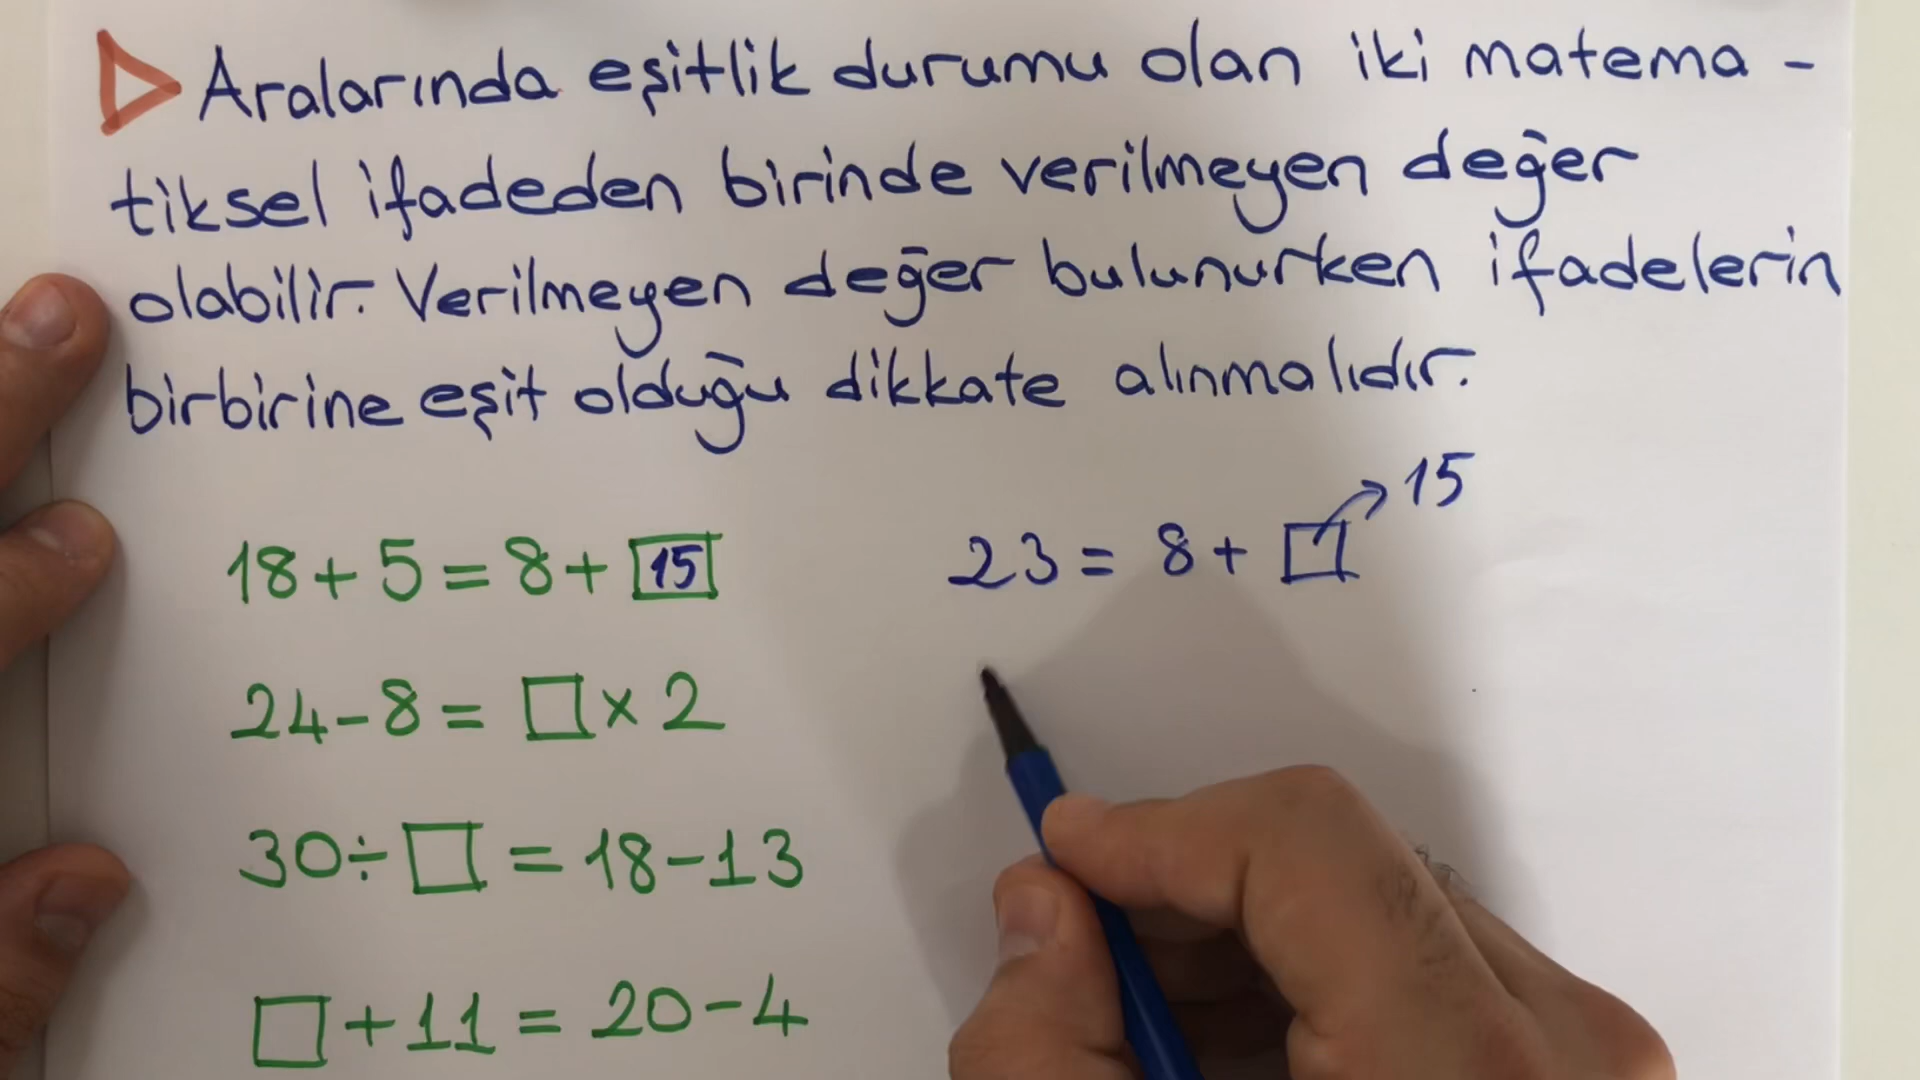 Aralarında eşitlik durumu olan iki matema -
tiksel ifadeden birinde verilmeyen değer
olabilir. Verilmeyen değer bulunurken ifadelerin
birbirine eşit olduğu dikkate alınmalıdır.
18 + 5 = 8 + 15
23 = 8 + □ → 15
24 - 8 = □ x 2
30 ÷ □ = 18 - 13
□ + 11 = 20 - 4